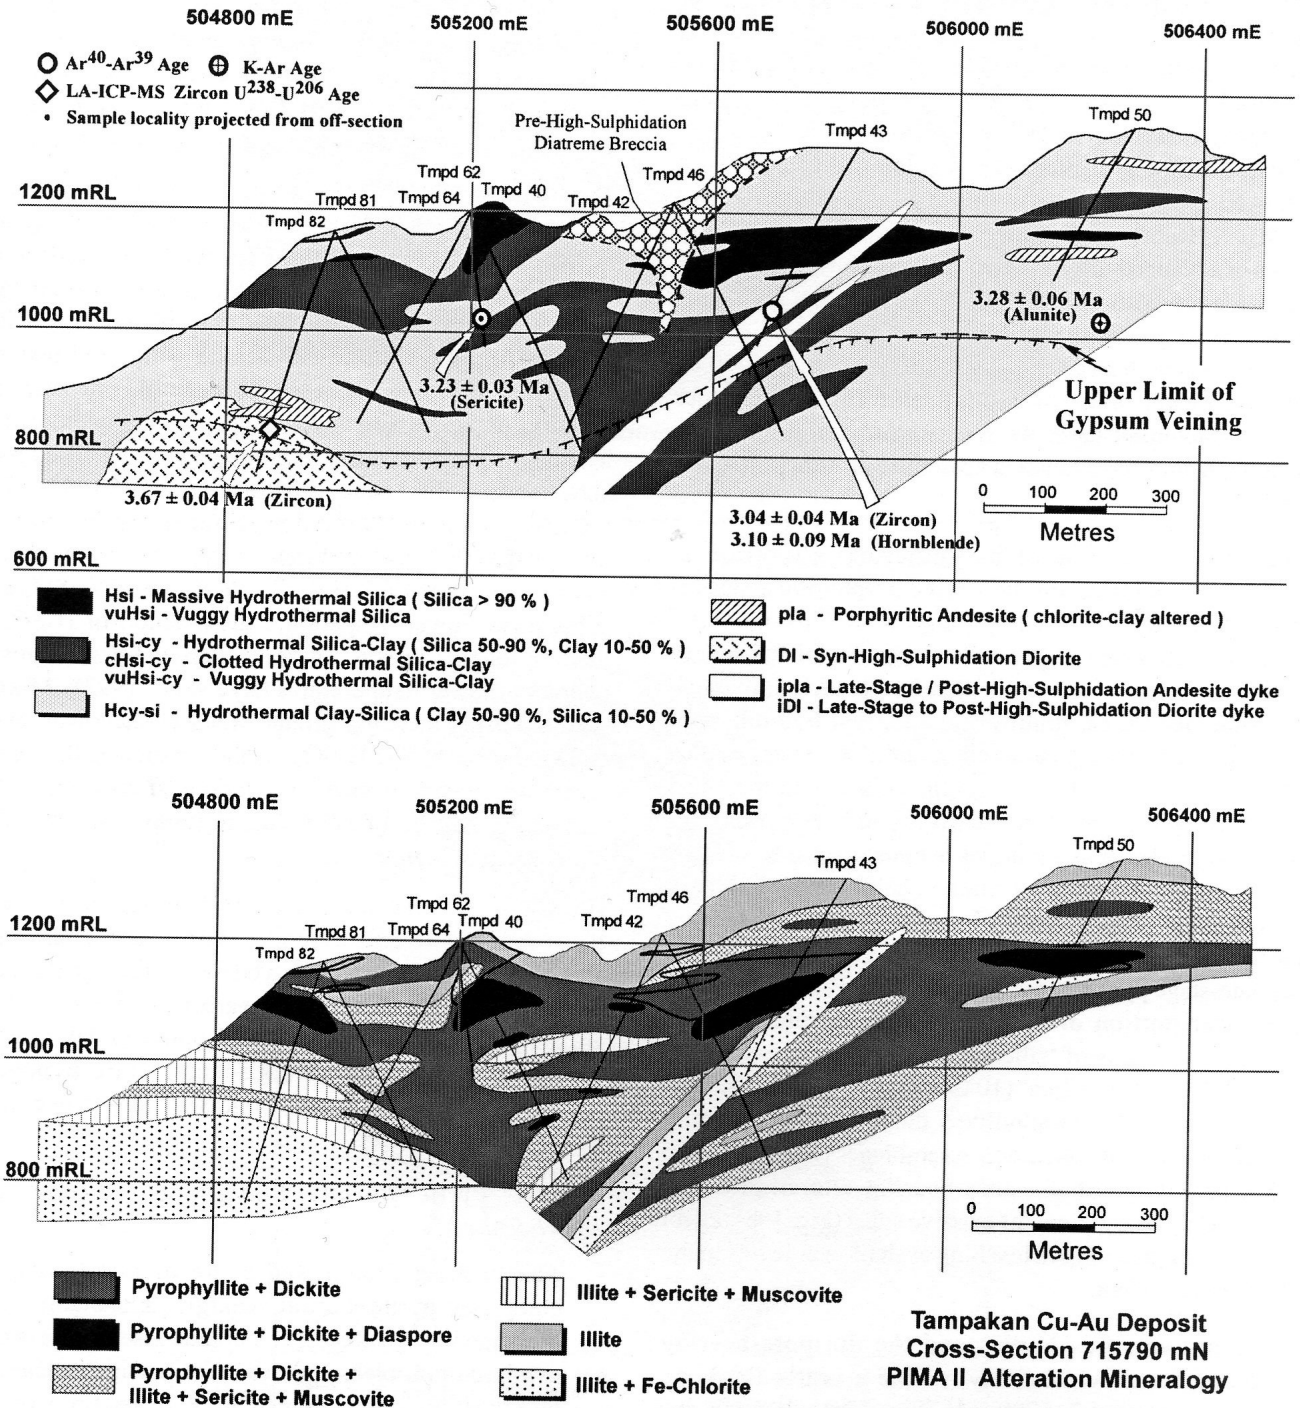 504800 mE
505200 mE
505600 mE
506000 mE
506400 mE
Ar40-Ar39 Age
K-Ar Age
LA-ICP-MS Zircon U238-U206 Age
Sample locality projected from off-section
Pre-High-Sulphidation
Diatreme Breccia
Tmpd 43
Tmpd 50
Tmpd 62
Tmpd 46
Tmpd 81
Tmpd 64
Tmpd 40
Tmpd 42
Tmpd 82
1200 mRL
1000 mRL
3.28 ± 0.06 Ma
(Alunite)
3.23 ± 0.03 Ma
(Sericite)
Upper Limit of
Gypsum Veining
800 mRL
3.67 ± 0.04 Ma (Zircon)
3.04 ± 0.04 Ma (Zircon)
3.10 ± 0.09 Ma (Hornblende)
0 100 200 300
Metres
600 mRL
Hsi - Massive Hydrothermal Silica ( Silica > 90 % )
vuHsi - Vuggy Hydrothermal Silica
Hsi-cy - Hydrothermal Silica-Clay ( Silica 50-90 %, Clay 10-50 % )
cHsi-cy - Clotted Hydrothermal Silica-Clay
vuHsi-cy - Vuggy Hydrothermal Silica-Clay
Hcy-si - Hydrothermal Clay-Silica ( Clay 50-90 %, Silica 10-50 % )
pla - Porphyritic Andesite ( chlorite-clay altered )
DI - Syn-High-Sulphidation Diorite
ipla - Late-Stage / Post-High-Sulphidation Andesite dyke
iDI - Late-Stage to Post-High-Sulphidation Diorite dyke
504800 mE
505200 mE
505600 mE
506000 mE
506400 mE
Tmpd 50
Tmpd 43
Tmpd 46
Tmpd 62
Tmpd 81
Tmpd 64
Tmpd 40
Tmpd 42
Tmpd 82
1200 mRL
1000 mRL
800 mRL
0 100 200 300
Metres
Pyrophyllite + Dickite
Pyrophyllite + Dickite + Diaspore
Pyrophyllite + Dickite +
Illite + Sericite + Muscovite
Illite + Sericite + Muscovite
Illite
Illite + Fe-Chlorite
Tampakan Cu-Au Deposit
Cross-Section 715790 mN
PIMA II Alteration Mineralogy